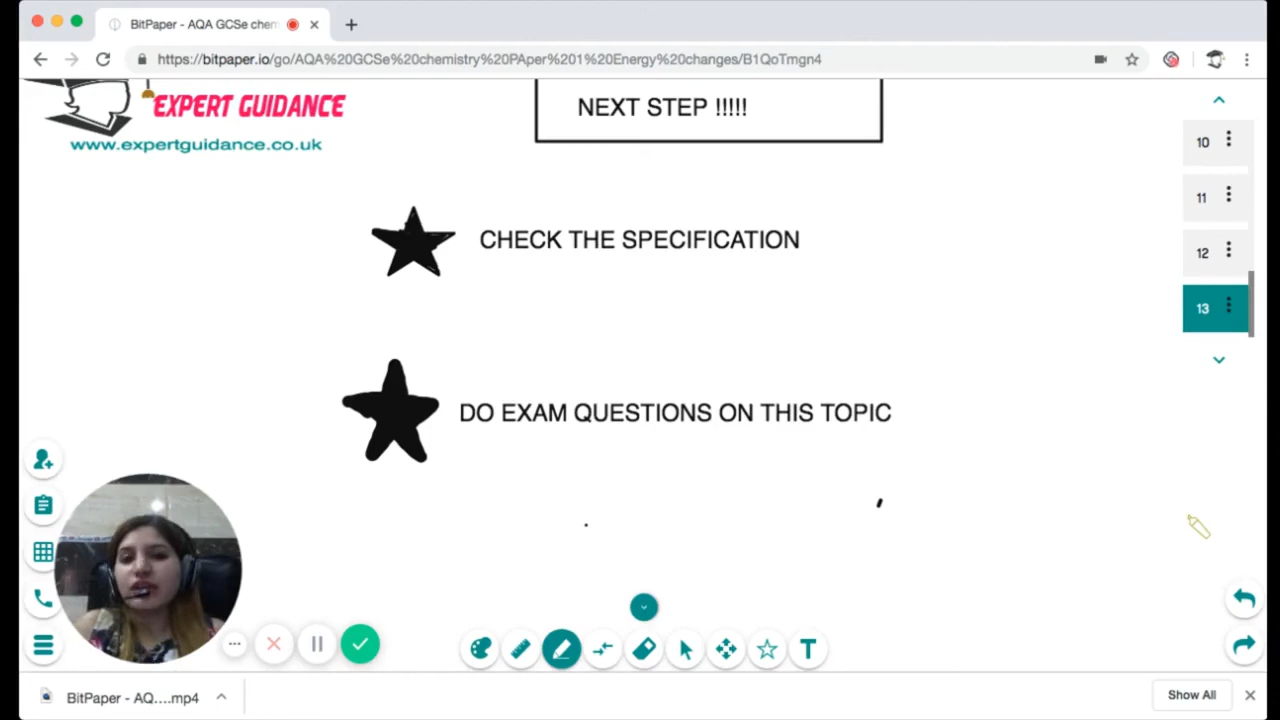 BitPaper - AQA GCSe chem
https://bitpaper.io/go/AQA%20GCSe%20chemistry%20PAper%201%20Energy%20changes/B1QoTmgn4
EXPERT GUIDANCE
www.expertguidance.co.uk
NEXT STEP !!!!!
10
11
12
13
CHECK THE SPECIFICATION
DO EXAM QUESTIONS ON THIS TOPIC
T
BitPaper - AQ....mp4
Show All